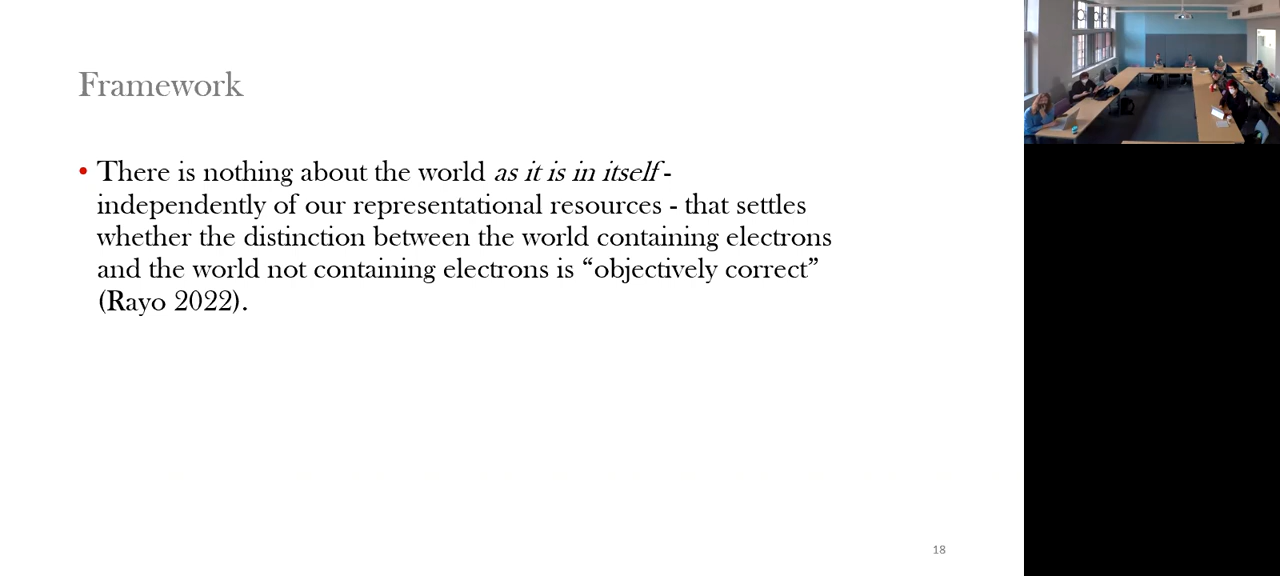 Framework
• There is nothing about the world as it is in itself -
independently of our representational resources - that settles
whether the distinction between the world containing electrons
and the world not containing electrons is “objectively correct”
(Rayo 2022).
18